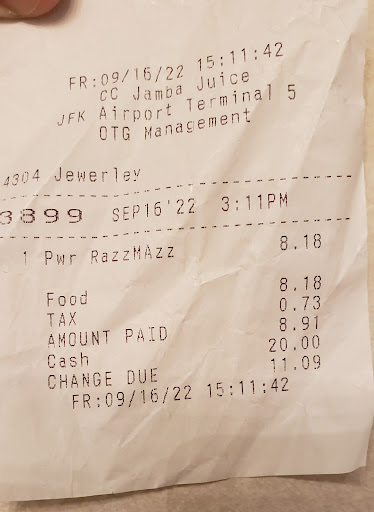 FR:09/16/22 15:11:42
CC Jamba Juice
JFK Airport Terminal 5
OTG Management
4304 Jewerley
3899 SEP16'22 3:11PM
1 Pwr RazzMAzz 8.18
Food 8.18
TAX 0.73
AMOUNT PAID 8.91
Cash 20.00
CHANGE DUE 11.09
FR:09/16/22 15:11:42